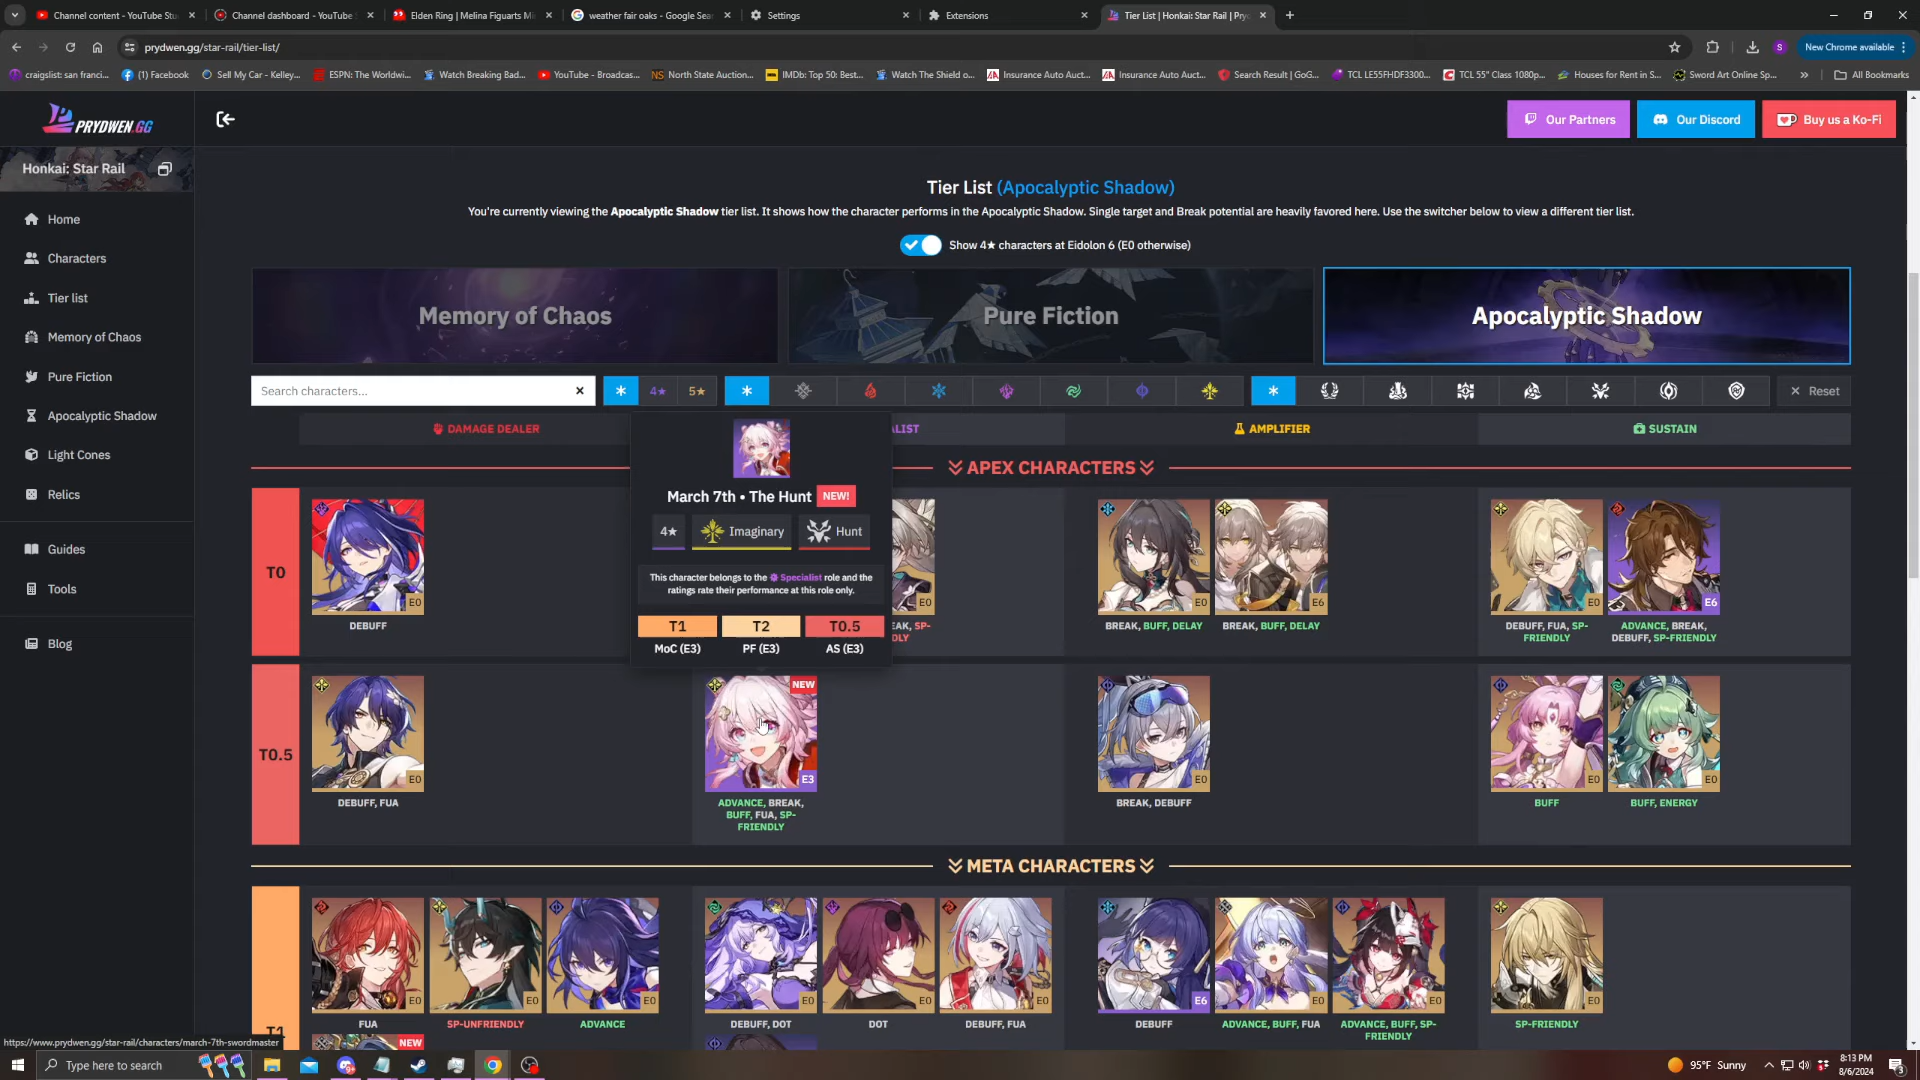 Channel content - YouTube Stu
Channel dashboard - YouTube
Elden Ring | Melina Figuarts Mi
weather fair oaks - Google Sea
Settings
Extensions
Tier List | Honkai: Star Rail | Pry
prydwen.gg/star-rail/tier-list/
S
New Chrome available
craigslist: san franci...
(1) Facebook
Sell My Car - Kelley...
ESPN: The Worldwi...
Watch Breaking Bad...
YouTube - Broadcas...
North State Auction...
IMDb: Top 50: Best...
Watch The Shield o...
Insurance Auto Auct...
Insurance Auto Auct...
Search Result | GoG...
TCL LE55FHDF3300...
TCL 55" Class 1080p...
Houses for Rent in S...
Sword Art Online Sp...
All Bookmarks
PRYDWEN.GG
Our Partners
Our Discord
Buy us a Ko-Fi
Honkai: Star Rail
Home
Characters
Tier list
Memory of Chaos
Pure Fiction
Apocalyptic Shadow
Light Cones
Relics
Guides
Tools
Blog
Tier List (Apocalyptic Shadow)
You're currently viewing the Apocalyptic Shadow tier list. It shows how the character performs in the Apocalyptic Shadow. Single target and Break potential are heavily favored here. Use the switcher below to view a different tier list.
Show 4★ characters at Eidolon 6 (E0 otherwise)
Memory of Chaos
Pure Fiction
Apocalyptic Shadow
Search characters...
4★
5★
Reset
DAMAGE DEALER
ALIST
AMPLIFIER
SUSTAIN
APEX CHARACTERS
March 7th • The Hunt NEW!
4★
Imaginary
Hunt
This character belongs to the Specialist role and the
ratings rate their performance at this role only.
T1
T2
T0.5
MoC (E3)
PF (E3)
AS (E3)
T0
E0
E0
E0
E6
E0
E6
DEBUFF
EAK, SP-
DLY
BREAK, BUFF, DELAY
BREAK, BUFF, DELAY
DEBUFF, FUA, SP-
FRIENDLY
ADVANCE, BREAK,
DEBUFF, SP-FRIENDLY
T0.5
NEW
E0
E3
E0
E0
E0
DEBUFF, FUA
ADVANCE, BREAK,
BUFF, FUA, SP-
FRIENDLY
BREAK, DEBUFF
BUFF
BUFF, ENERGY
META CHARACTERS
E0
E0
E0
E0
E0
E0
E6
E0
E0
E0
FUA
SP-UNFRIENDLY
ADVANCE
DEBUFF, DOT
DOT
DEBUFF, FUA
DEBUFF
ADVANCE, BUFF, FUA
ADVANCE, BUFF, SP-
FRIENDLY
SP-FRIENDLY
T1
NEW
https://www.prydwen.gg/star-rail/characters/march-7th-swordmaster
Type here to search
95°F Sunny
8:13 PM
8/6/2024
3